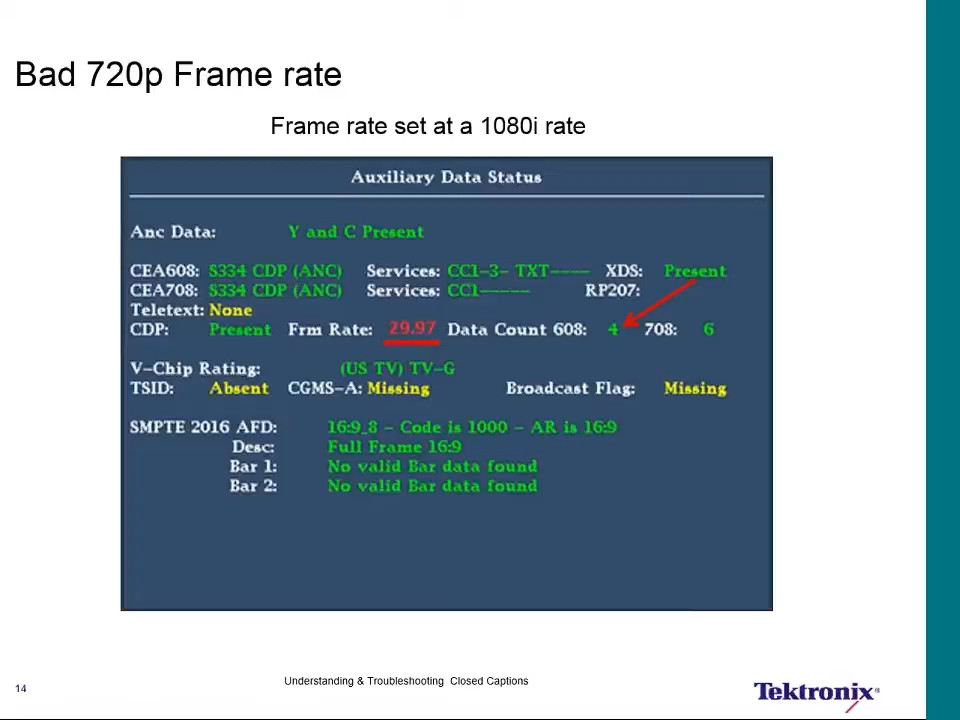 Bad 720p Frame rate
Frame rate set at a 1080i rate
Auxiliary Data Status
Anc Data: Y and C Present
CEA608: S334 CDP (ANC) Services: CC1-3- TXT---- XDS: Present
CEA708: S334 CDP (ANC) Services: CC1----- RP207:
Teletext: None
CDP: Present Frm Rate: 29.97 Data Count 608: 4 708: 6
V-Chip Rating: (US TV) TV-G
TSID: Absent CGMS-A: Missing Broadcast Flag: Missing
SMPTE 2016 AFD: 16:9_8 - Code is 1000 - AR is 16:9
Desc: Full Frame 16:9
Bar 1: No valid Bar data found
Bar 2: No valid Bar data found
14
Understanding & Troubleshooting Closed Captions
Tektronix